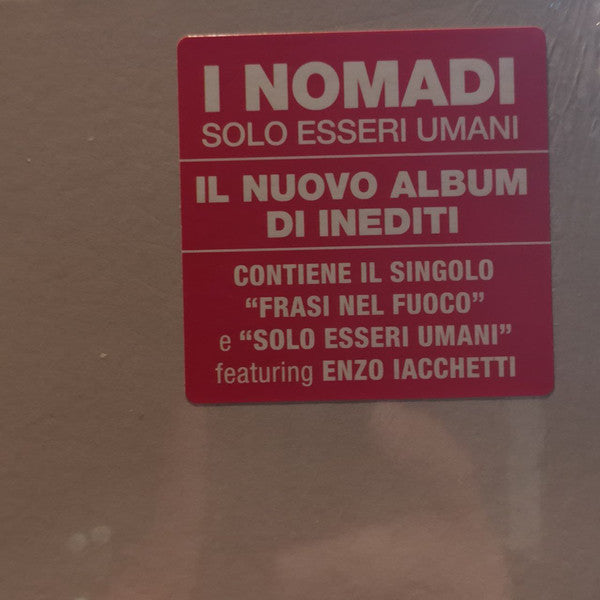 I NOMADI
SOLO ESSERI UMANI
IL NUOVO ALBUM
DI INEDITI
CONTIENE IL SINGOLO
“FRASI NEL FUOCO”
e “SOLO ESSERI UMANI”
featuring ENZO IACCHETTI